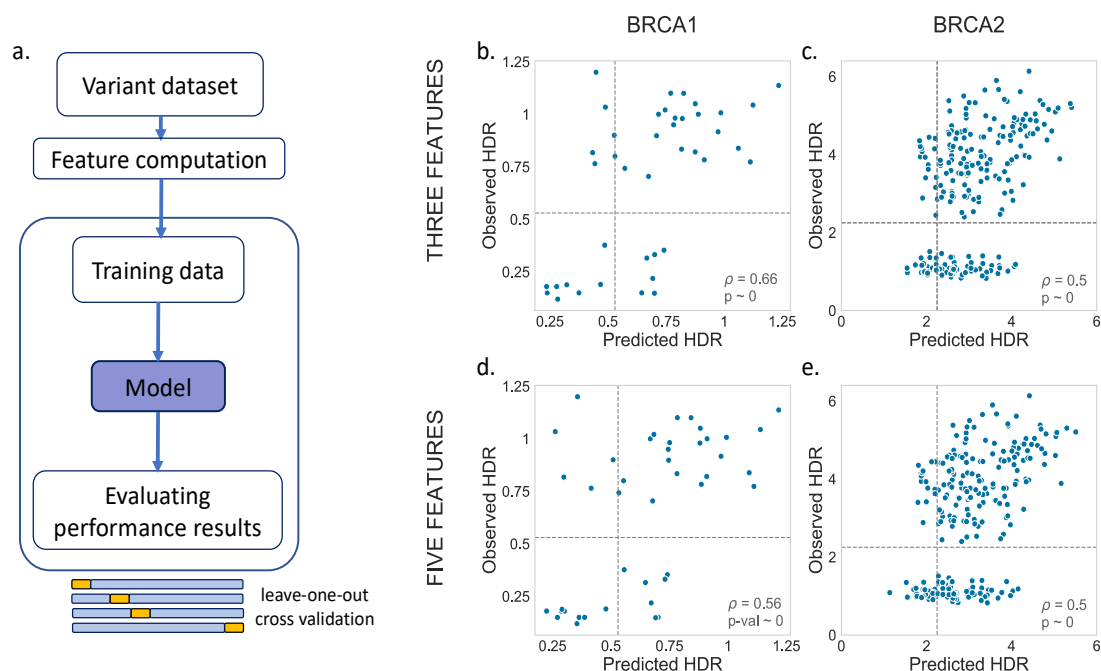 a.
Variant dataset
Feature computation
Training data
Model
Evaluating
performance results
leave-one-out
cross validation
BRCA1
BRCA2
THREE FEATURES
b.
1.25
1
0.75
0.5
0.25
Observed HDR
0.25
0.5
0.75
1
1.25
Predicted HDR
ρ = 0.66
p ~ 0
c.
6
4
2
0
Observed HDR
0
2
4
6
Predicted HDR
ρ = 0.5
p ~ 0
FIVE FEATURES
d.
1.25
1
0.75
0.5
0.25
Observed HDR
0.25
0.5
0.75
1
1.25
Predicted HDR
ρ = 0.56
p-val ~ 0
e.
6
4
2
0
Observed HDR
0
2
4
6
Predicted HDR
ρ = 0.5
p ~ 0